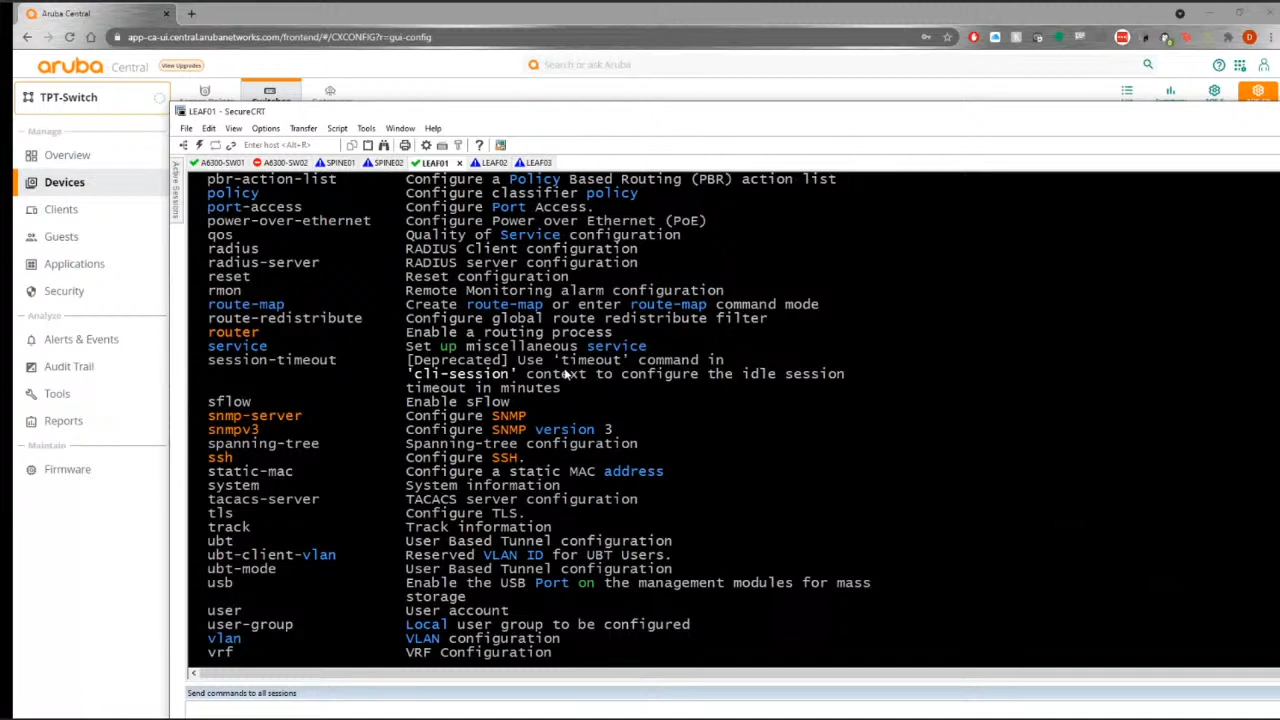 Aruba Central
app-ca-ui.central.arubanetworks.com/frontend/#/CXCONFIG?r=gui-config
aruba Central
View Upgrades
Search or ask Aruba
TPT-Switch
Manage
Overview
Devices
Clients
Guests
Applications
Security
Analyze
Alerts & Events
Audit Trail
Tools
Reports
Maintain
Firmware
LEAF01 - SecureCRT
File Edit View Options Transfer Script Tools Window Help
Enter host <Alt+R>
A6300-SW01 A6300-SW02 SPINE01 SPINE02 LEAF01 LEAF02 LEAF03
Active Sessions
pbr-action-list Configure a Policy Based Routing (PBR) action list
policy Configure classifier policy
port-access Configure Port Access.
power-over-ethernet Configure Power over Ethernet (PoE)
qos Quality of Service configuration
radius RADIUS Client configuration
radius-server RADIUS server configuration
reset Reset configuration
rmon Remote Monitoring alarm configuration
route-map Create route-map or enter route-map command mode
route-redistribute Configure global route redistribute filter
router Enable a routing process
service Set up miscellaneous service
session-timeout [Deprecated] Use 'timeout' command in
'cli-session' context to configure the idle session
timeout in minutes
sflow Enable sFlow
snmp-server Configure SNMP
snmpv3 Configure SNMP version 3
spanning-tree Spanning-tree configuration
ssh Configure SSH.
static-mac Configure a static MAC address
system System information
tacacs-server TACACS server configuration
tls Configure TLS.
track Track information
ubt User Based Tunnel configuration
ubt-client-vlan Reserved VLAN ID for UBT Users.
ubt-mode User Based Tunnel configuration
usb Enable the USB Port on the management modules for mass
storage
user User account
user-group Local user group to be configured
vlan VLAN configuration
vrf VRF Configuration
Send commands to all sessions